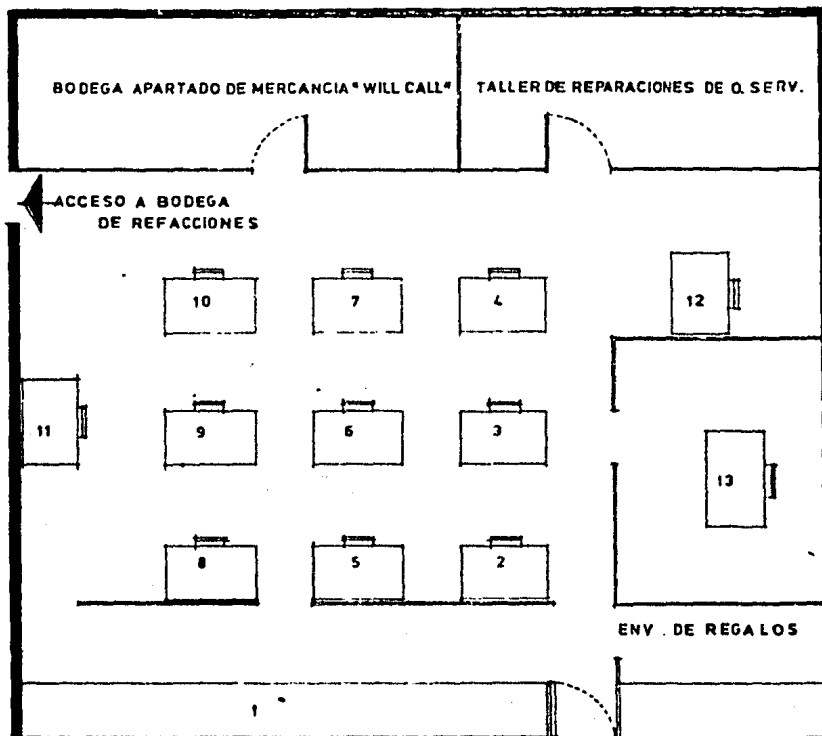 BODEGA APARTADO DE MERCANCIA "WILL CALL"
TALLER DE REPARACIONES DE O. SERV.
ACCESO A BODEGA
DE REFACCIONES
10
7
4
12
11
9
6
3
13
8
5
2
ENV. DE REGALOS
1